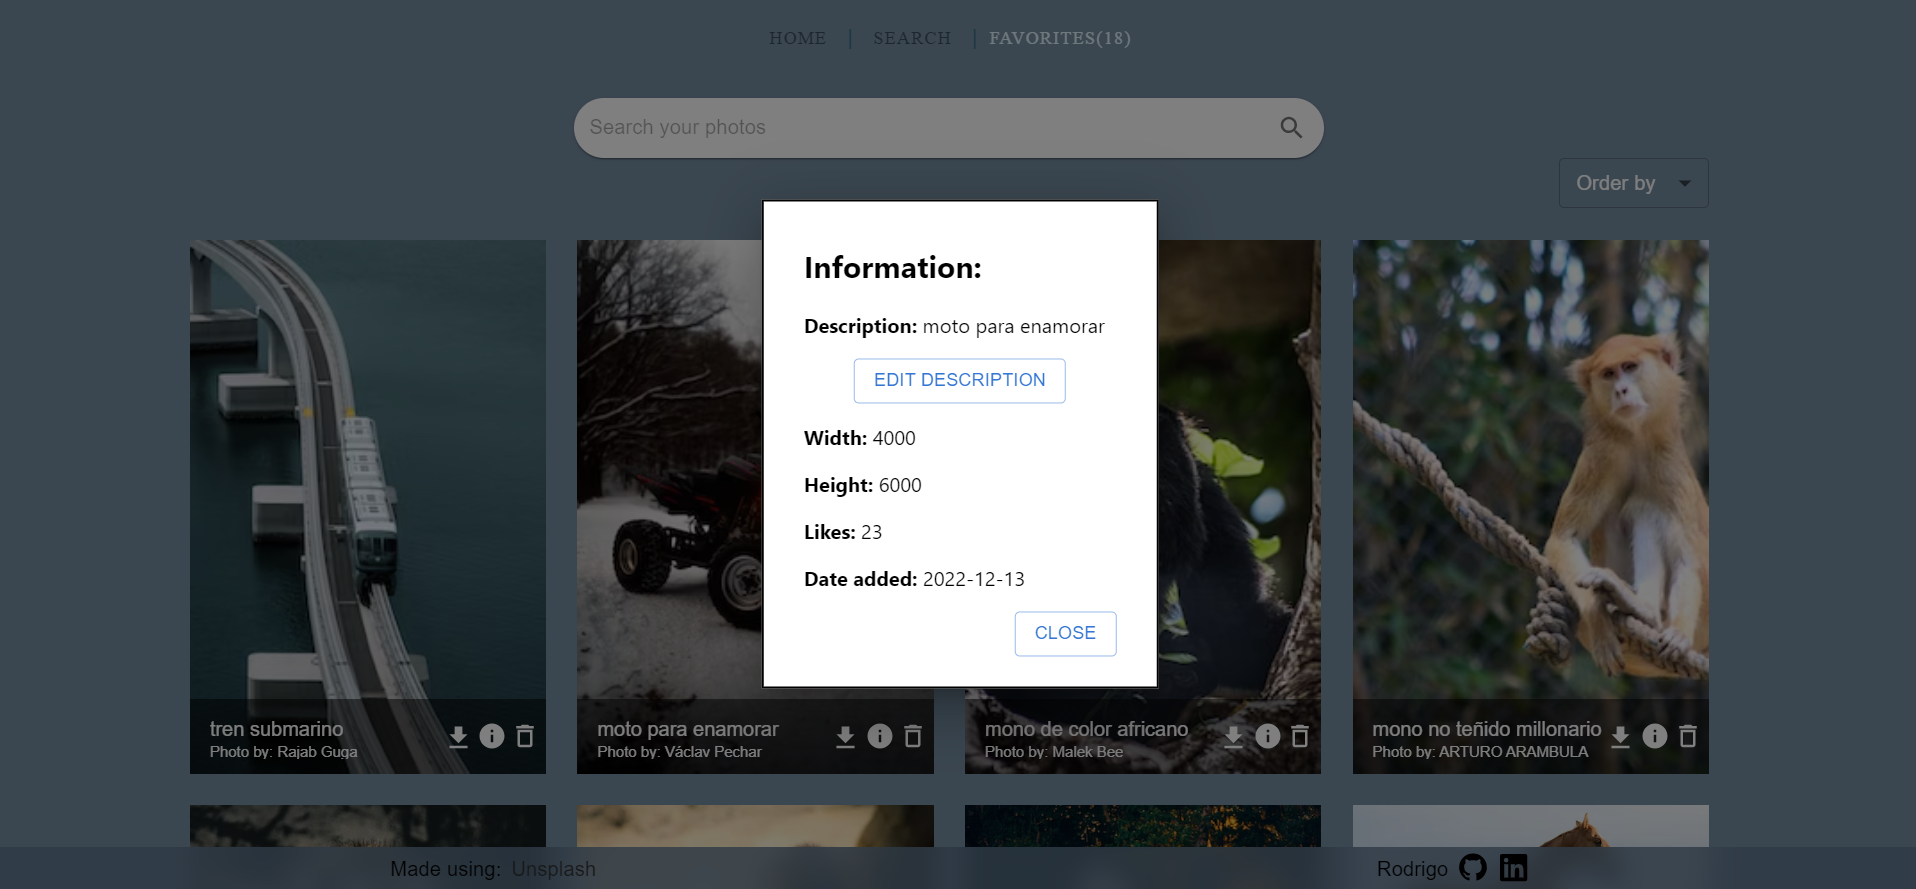 HOME | SEARCH | FAVORITES(18)
Search your photos
Order by
Information:
Description: moto para enamorar
EDIT DESCRIPTION
Width: 4000
Height: 6000
Likes: 23
Date added: 2022-12-13
CLOSE
tren submarino
Photo by: Rajab Guga
moto para enamorar
Photo by: Václav Pechar
mono de color africano
Photo by: Malek Bee
mono no teñido millonario
Photo by: ARTURO ARAMBULA
Made using: Unsplash
Rodrigo